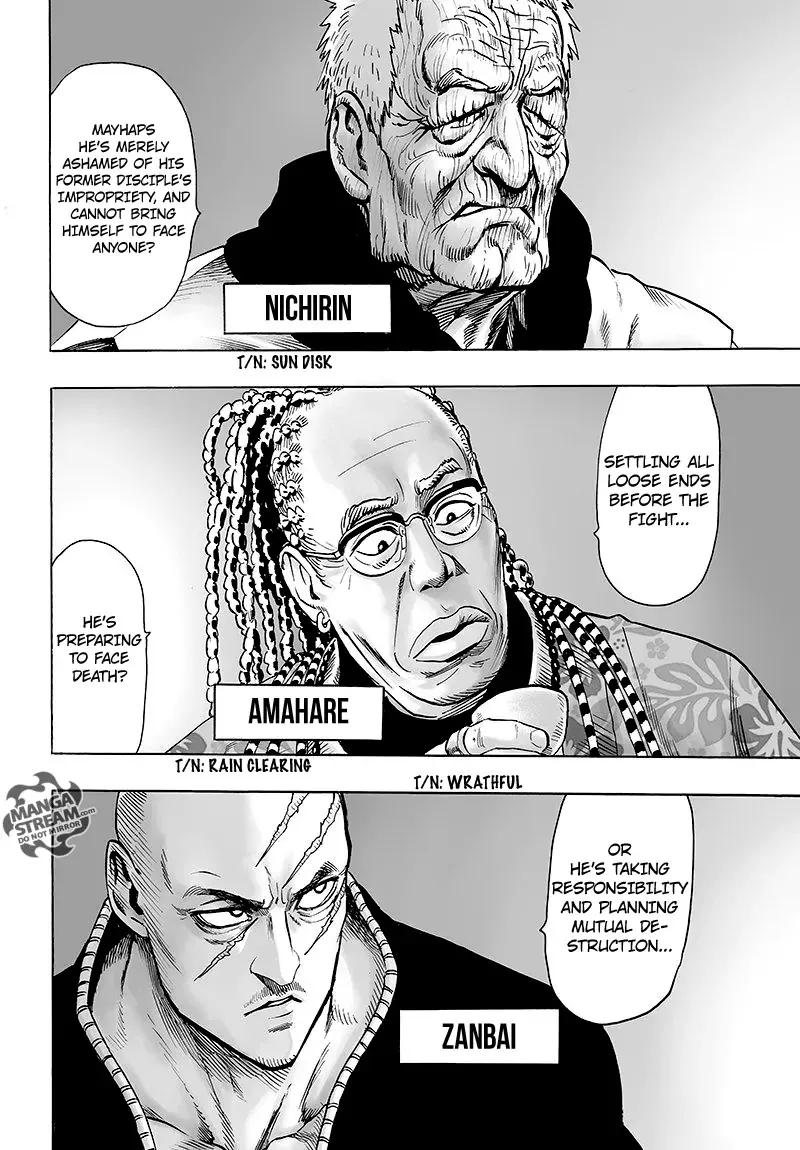 MAYHAPS
HE'S MERELY
ASHAMED OF HIS
FORMER DISCIPLE'S
IMPROPRIETY, AND
CANNOT BRING
HIMSELF TO FACE
ANYONE?
NICHIRIN
T/N: SUN DISK
SETTLING ALL
LOOSE ENDS
BEFORE THE
FIGHT...
HE'S
PREPARING
TO FACE
DEATH?
AMAHARE
T/N: RAIN CLEARING
T/N: WRATHFUL
MANGA
STREAM.com
DO NOT MIRROR
OR
HE'S TAKING
RESPONSIBILITY
AND PLANNING
MUTUAL DE-
STRUCTION...
ZANBAI